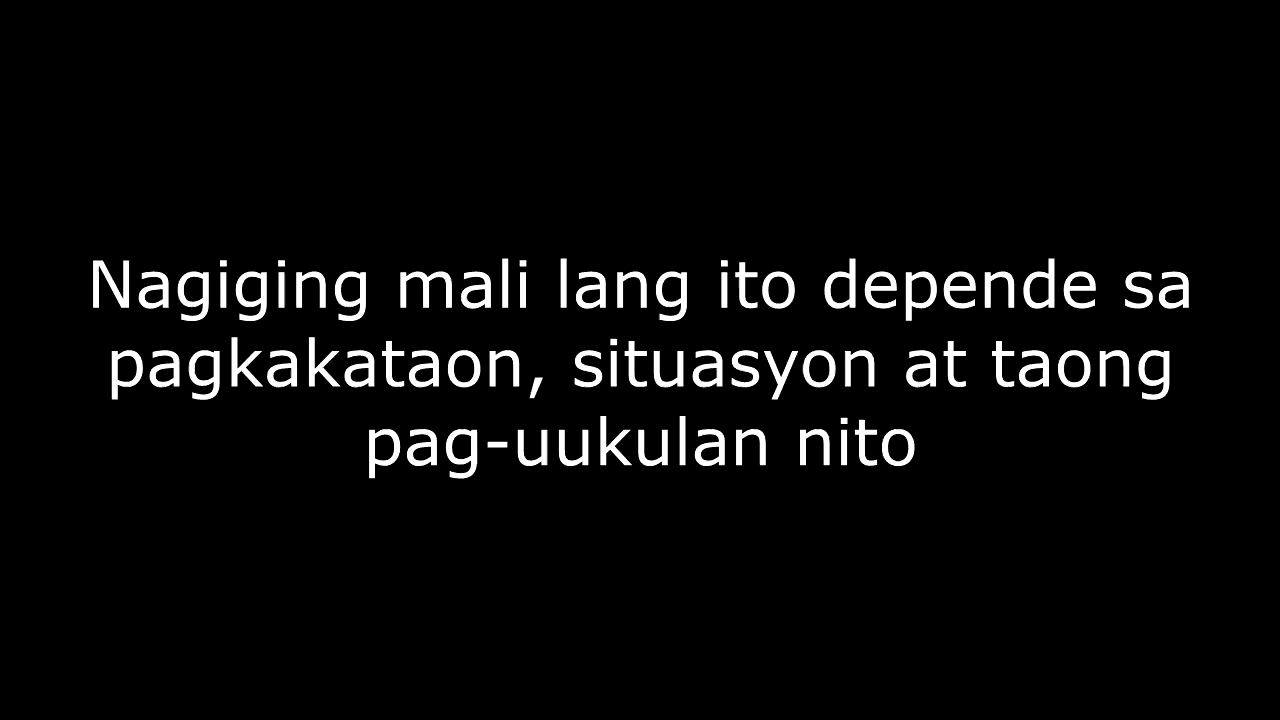 Nagiging mali lang ito depende sa
pagkakataon, situasyon at taong
pag-uukulan nito